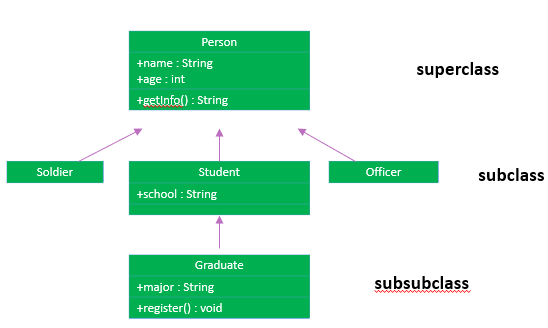 Person
+name : String
+age : int
+getInfo() : String
superclass
Soldier
Student
Officer
+school : String
subclass
Graduate
+major : String
+register() : void
subsubclass